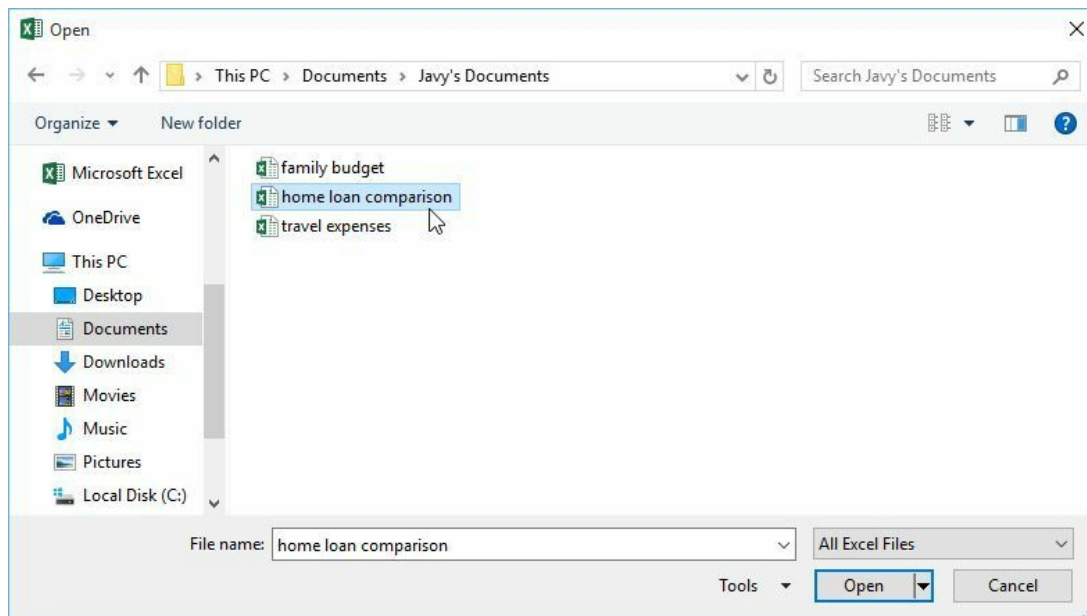 Open
This PC > Documents > Javy's Documents
Search Javy's Documents
Organize
New folder
Microsoft Excel
OneDrive
This PC
Desktop
Documents
Downloads
Movies
Music
Pictures
Local Disk (C:)
family budget
home loan comparison
travel expenses
File name: home loan comparison
All Excel Files
Tools
Open
Cancel